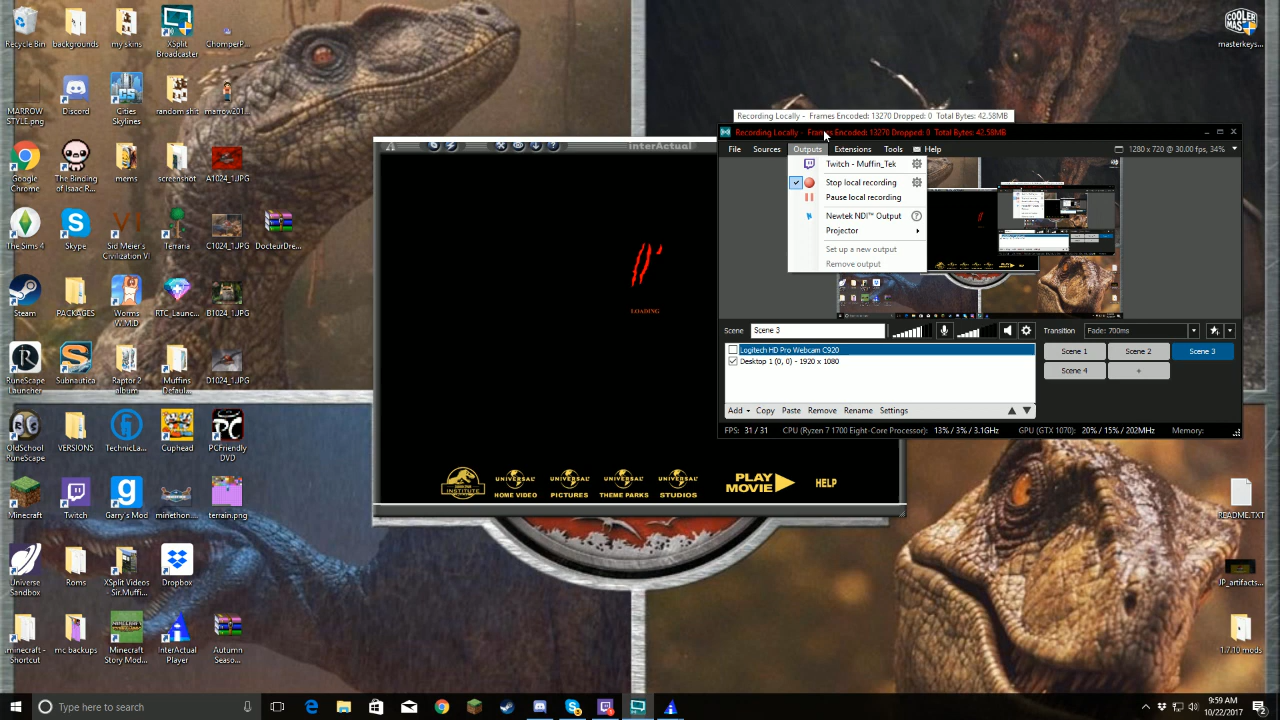 Recycle Bin
backgrounds
my skins
XSplit
Broadcaster
ChomperP...
COOLER
MAS
masterkeys...
MARROW
STYLE.png
Discord
Cities
Skylines
random shit
marrow201...
Google
Chrome
The Binding
of Isaac R...
mems
screenshot
A1024_1.JPG
The Sims 4
Skype
Sid Meier's
Civilization VI
Terraria
C1024_1.JPG
DocteurDre...
Steam
PACKAGES
Worms
W.M.D
RTC_Launc...
B1024_1.JPG
RuneScape
Launcher
Subnautica
Raptor 2
album
Muffins
Defaul...
D1024_1.JPG
OldSchool
RuneScape
VERSIONS
TechnicLa...
Cuphead
PCFriendly
DVD
Minecraft
Twitch
Garry's Mod
minethon...
terrain.png
Universe
Sandbox
Roms
XSplit Videos
Sir.Muffi...
Dropbox
.minecraft -
Shortcut
mc backups
Minecraft
Story Mod...
InterActual
Player
Autumn
Seaso...
README.TXT
JP_artifacts...
1.7.10 mods
interActual
LOADING
JURASSIC PARK
INSTITUTE
UNIVERSAL
HOME VIDEO
UNIVERSAL
PICTURES
UNIVERSAL
THEME PARKS
UNIVERSAL
STUDIOS
PLAY
MOVIE
HELP
Recording Locally - Frames Encoded: 13270 Dropped: 0 Total Bytes: 42.58MB
Recording Locally - Frames Encoded: 13270 Dropped: 0 Total Bytes: 42.58MB
File Sources Outputs Extensions Tools Help
1280 x 720 @ 30.00 fps, 34%
Twitch - Muffin_Tek
Stop local recording
Pause local recording
Newtek NDI™ Output
Projector
Set up a new output
Remove output
Scene
Scene 3
Transition
Fade: 700ms
Logitech HD Pro Webcam C920
Desktop 1 (0, 0) - 1920 x 1080
Scene 1
Scene 2
Scene 3
Scene 4
+
Add Copy Paste Remove Rename Settings
FPS: 31 / 31 CPU (Ryzen 7 1700 Eight-Core Processor): 13% / 3% / 3.1GHz GPU (GTX 1070): 20% / 15% / 202MHz Memory:
Type here to search
9:59 AM
10/22/2017
2